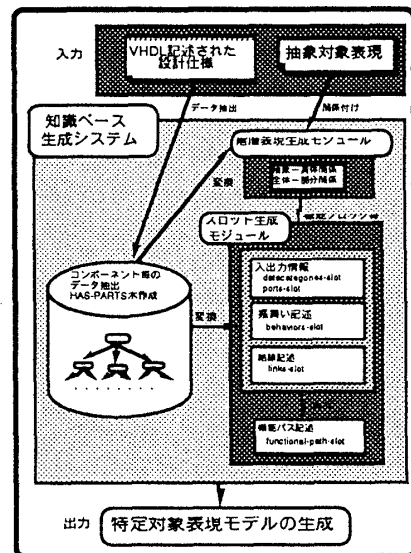 入力
VHDL記述された
設計仕様
抽象対象表現
データ抽出
関係付け
知識ベース
生成システム
階層表現生成モジュール
変換
抽象−具体関係
全体−部分関係
スロット生成
モジュール
コンポーネント毎の
データ抽出
HAS-PARTS木作成
変換
入出力情報
datacategories-slot
ports-slot
振舞い記述
behaviors-slot
結線記述
links-slot
機能パス記述
functional-path-slot
出力
特定対象表現モデルの生成